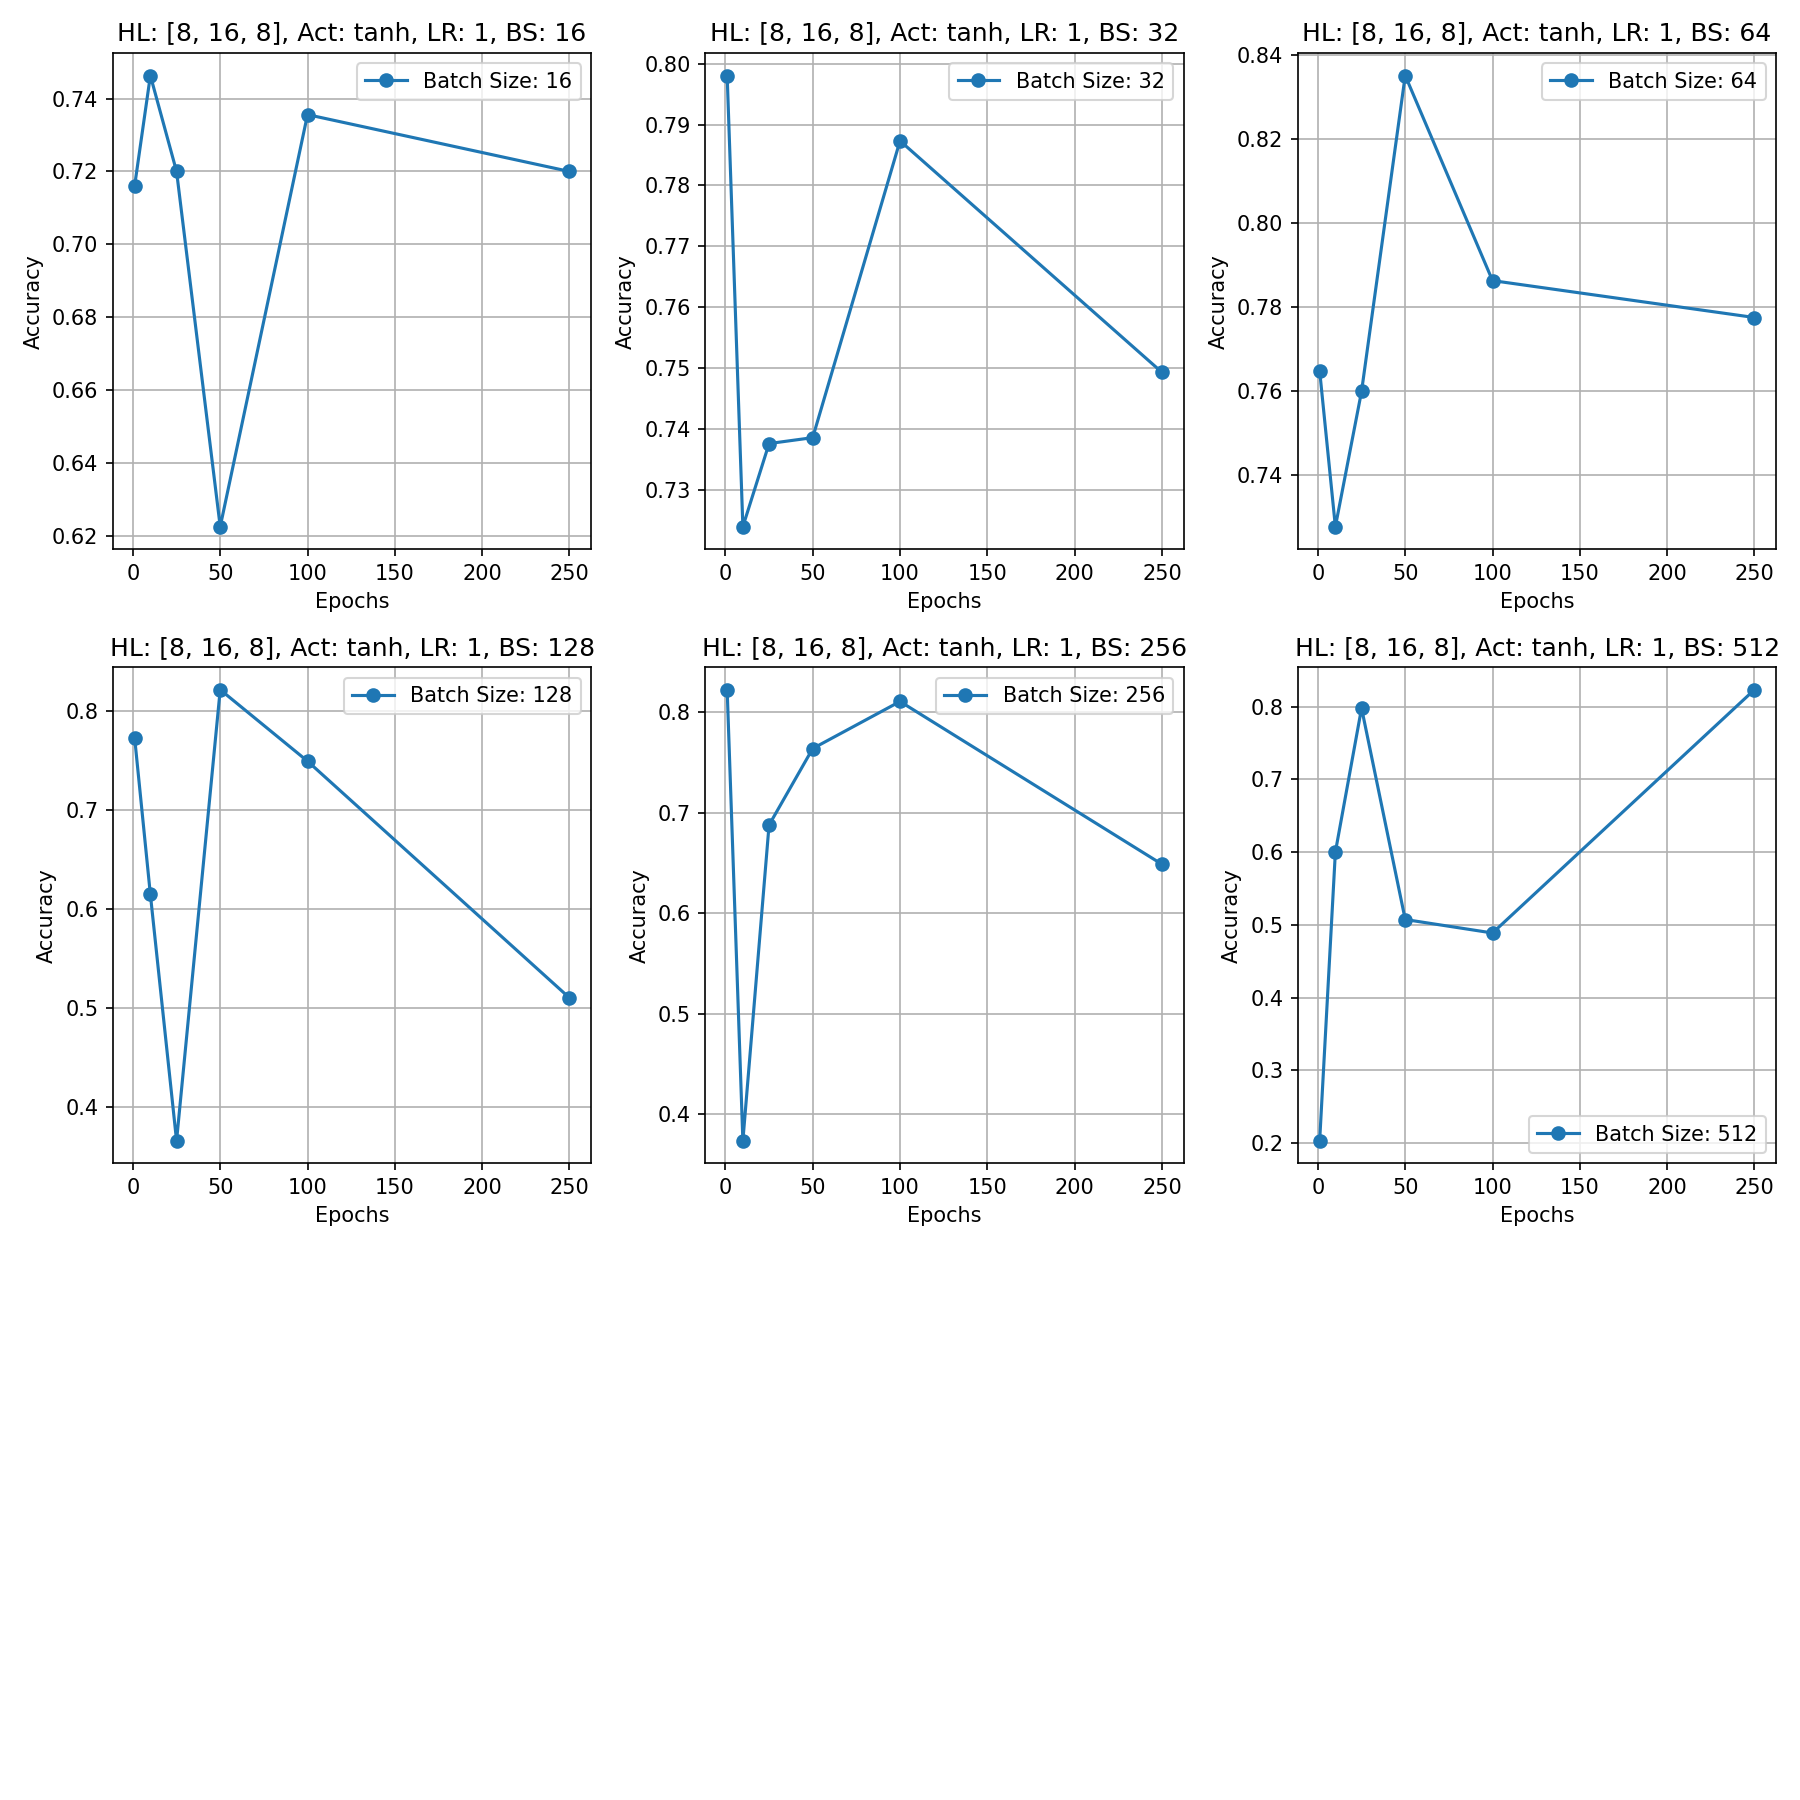 HL: [8, 16, 8], Act: tanh, LR: 1, BS: 16
Batch Size: 16
0.74
0.72
0.70
0.68
0.66
0.64
0.62
Accuracy
0 50 100 150 200 250
Epochs
HL: [8, 16, 8], Act: tanh, LR: 1, BS: 32
Batch Size: 32
0.80
0.79
0.78
0.77
0.76
0.75
0.74
0.73
Accuracy
0 50 100 150 200 250
Epochs
HL: [8, 16, 8], Act: tanh, LR: 1, BS: 64
Batch Size: 64
0.84
0.82
0.80
0.78
0.76
0.74
Accuracy
0 50 100 150 200 250
Epochs
HL: [8, 16, 8], Act: tanh, LR: 1, BS: 128
Batch Size: 128
0.8
0.7
0.6
0.5
0.4
Accuracy
0 50 100 150 200 250
Epochs
HL: [8, 16, 8], Act: tanh, LR: 1, BS: 256
Batch Size: 256
0.8
0.7
0.6
0.5
0.4
Accuracy
0 50 100 150 200 250
Epochs
HL: [8, 16, 8], Act: tanh, LR: 1, BS: 512
0.8
0.7
0.6
0.5
0.4
0.3
0.2
Accuracy
Batch Size: 512
0 50 100 150 200 250
Epochs